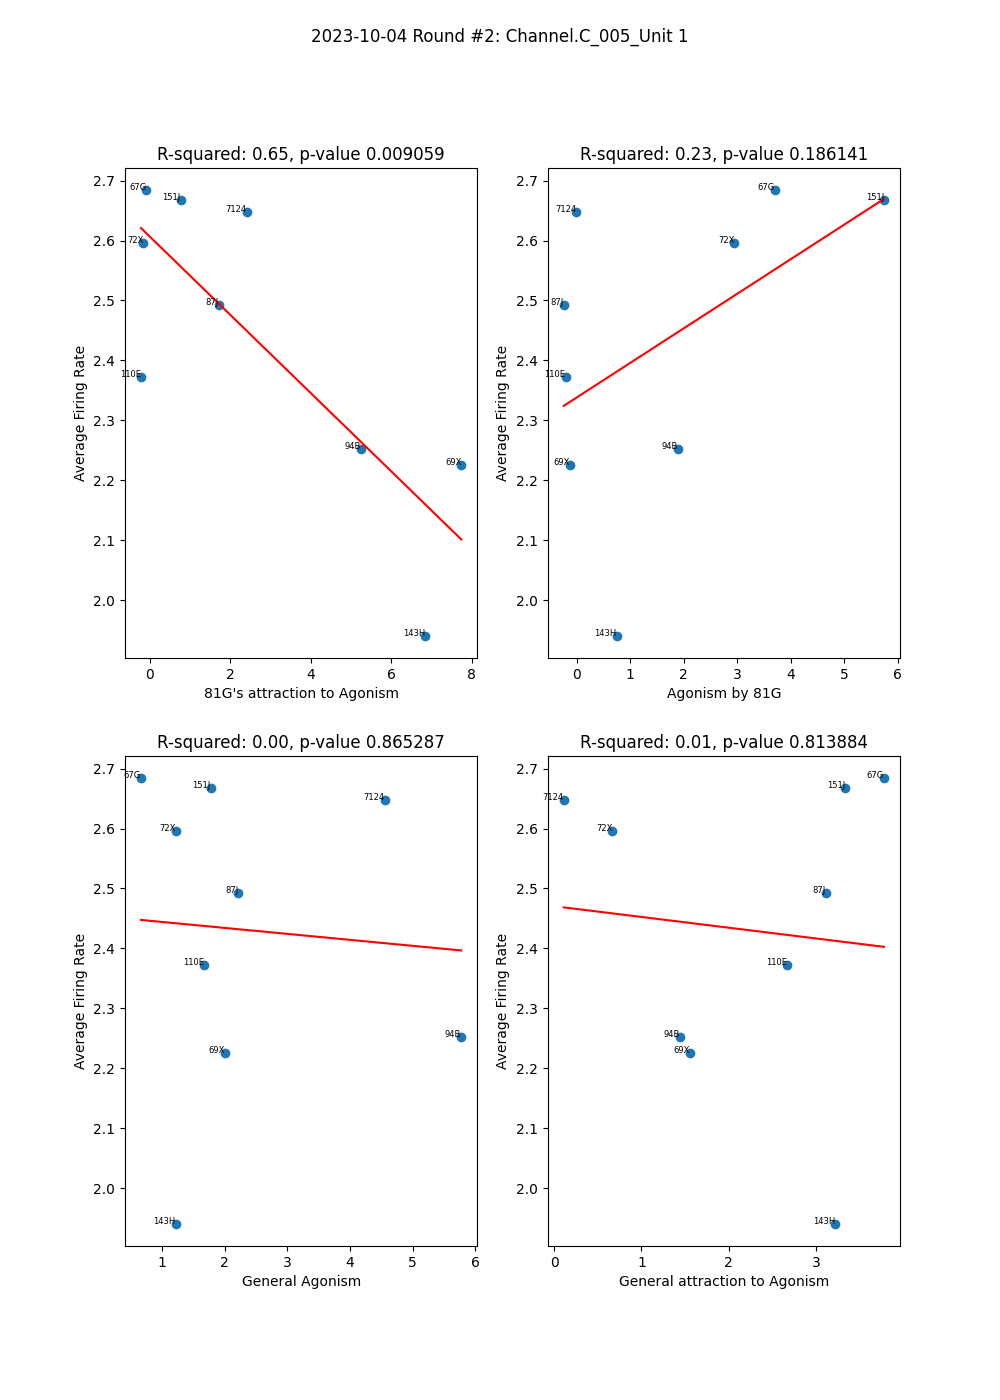 2023-10-04 Round #2: Channel.C_005_Unit 1
R-squared: 0.65, p-value 0.009059
2.7
2.6
2.5
2.4
2.3
2.2
2.1
2.0
Average Firing Rate
67G
151J
7124
72X
87J
110E
94B
69X
143H
0
2
4
6
8
81G's attraction to Agonism
R-squared: 0.23, p-value 0.186141
2.7
2.6
2.5
2.4
2.3
2.2
2.1
2.0
Average Firing Rate
67G
151J
7124
72X
87J
110E
94B
69X
143H
0
1
2
3
4
5
6
Agonism by 81G
R-squared: 0.00, p-value 0.865287
2.7
2.6
2.5
2.4
2.3
2.2
2.1
2.0
Average Firing Rate
67G
151J
7124
72X
87J
110E
94B
69X
143H
1
2
3
4
5
6
General Agonism
R-squared: 0.01, p-value 0.813884
2.7
2.6
2.5
2.4
2.3
2.2
2.1
2.0
Average Firing Rate
67G
151J
7124
72X
87J
110E
94B
69X
143H
0
1
2
3
General attraction to Agonism